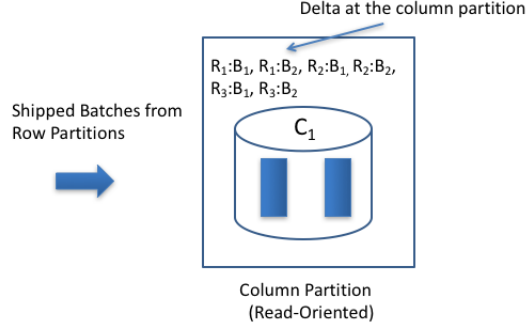 Delta at the column partition
R₁:B₁, R₁:B₂, R₂:B₁, R₂:B₂,
R₃:B₁, R₃:B₂
Shipped Batches from
Row Partitions
C₁
Column Partition
(Read-Oriented)